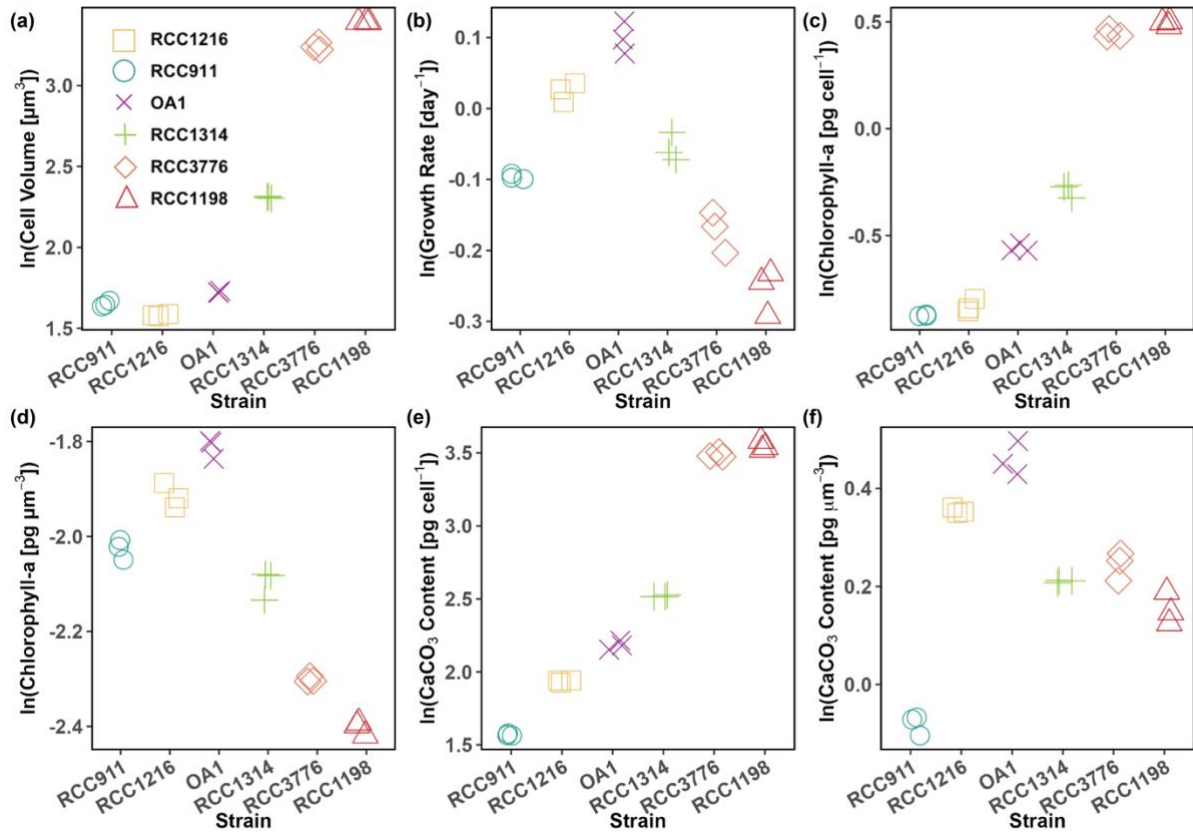 (a)
ln(Cell Volume [μm³])
3.0
2.5
2.0
1.5
RCC1216
RCC911
OA1
RCC1314
RCC3776
RCC1198
RCC911
RCC1216
OA1
RCC1314
RCC3776
RCC1198
Strain
(b)
ln(Growth Rate [day⁻¹])
0.1
0.0
-0.1
-0.2
-0.3
RCC911
RCC1216
OA1
RCC1314
RCC3776
RCC1198
Strain
(c)
ln(Chlorophyll-a [pg cell⁻¹])
0.5
0.0
-0.5
RCC911
RCC1216
OA1
RCC1314
RCC3776
RCC1198
Strain
(d)
ln(Chlorophyll-a [pg μm⁻³])
-1.8
-2.0
-2.2
-2.4
RCC911
RCC1216
OA1
RCC1314
RCC3776
RCC1198
Strain
(e)
ln(CaCO₃ Content [pg cell⁻¹])
3.5
3.0
2.5
2.0
1.5
RCC911
RCC1216
OA1
RCC1314
RCC3776
RCC1198
Strain
(f)
ln(CaCO₃ Content [pg μm⁻³])
0.4
0.2
0.0
RCC911
RCC1216
OA1
RCC1314
RCC3776
RCC1198
Strain